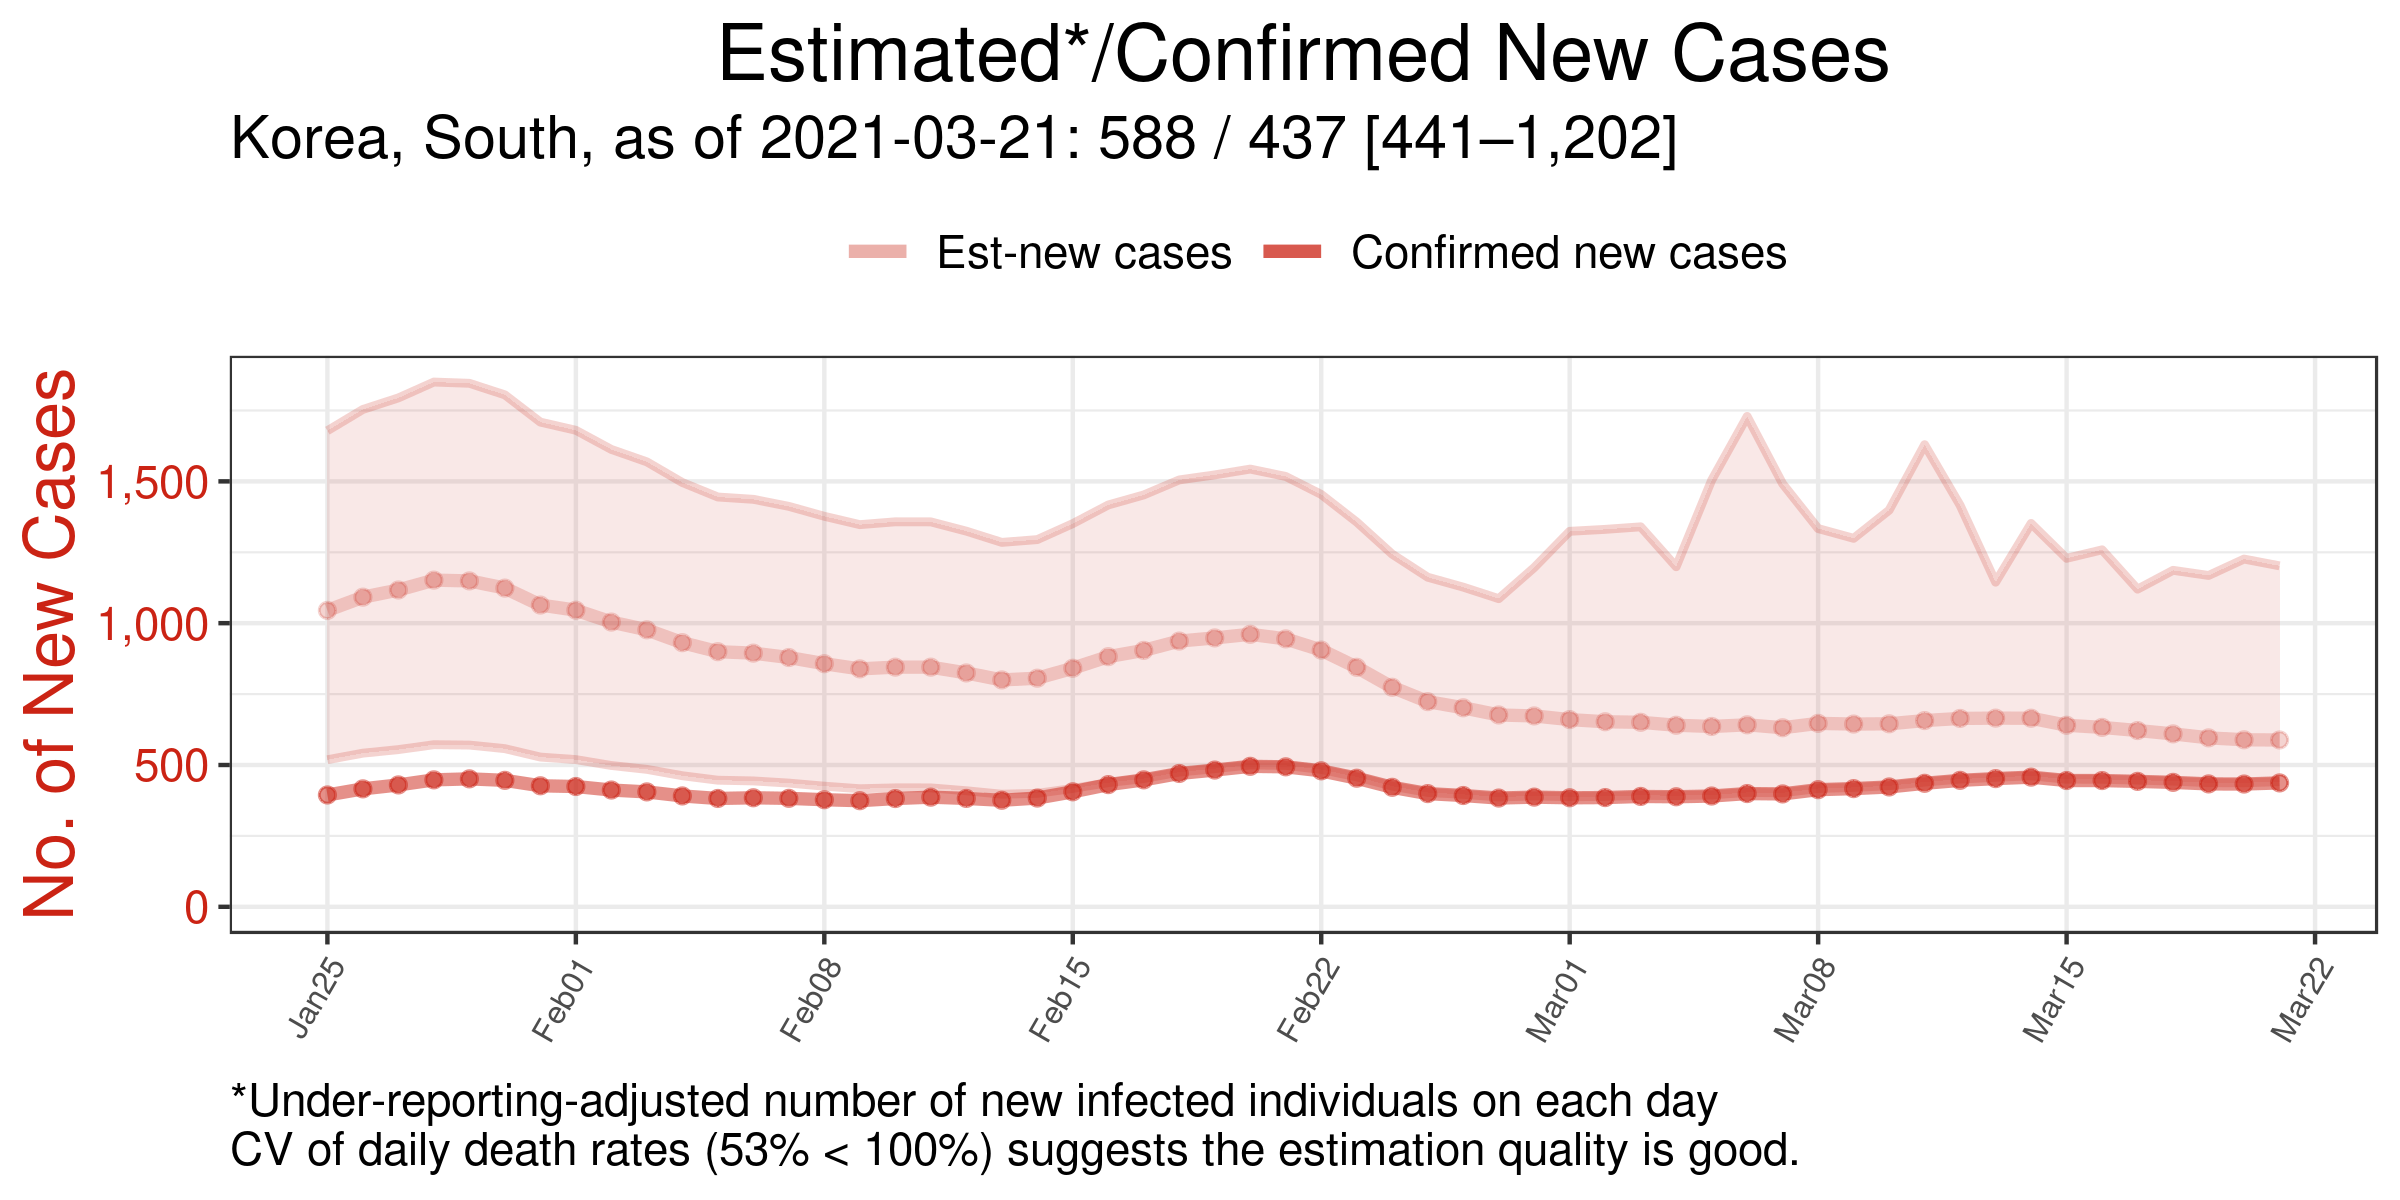 Estimated*/Confirmed New Cases
Korea, South, as of 2021-03-21: 588 / 437 [441–1,202]
Est-new cases
Confirmed new cases
No. of New Cases
1,500
1,000
500
0
Jan25
Feb01
Feb08
Feb15
Feb22
Mar01
Mar08
Mar15
Mar22
*Under-reporting-adjusted number of new infected individuals on each day
CV of daily death rates (53% < 100%) suggests the estimation quality is good.